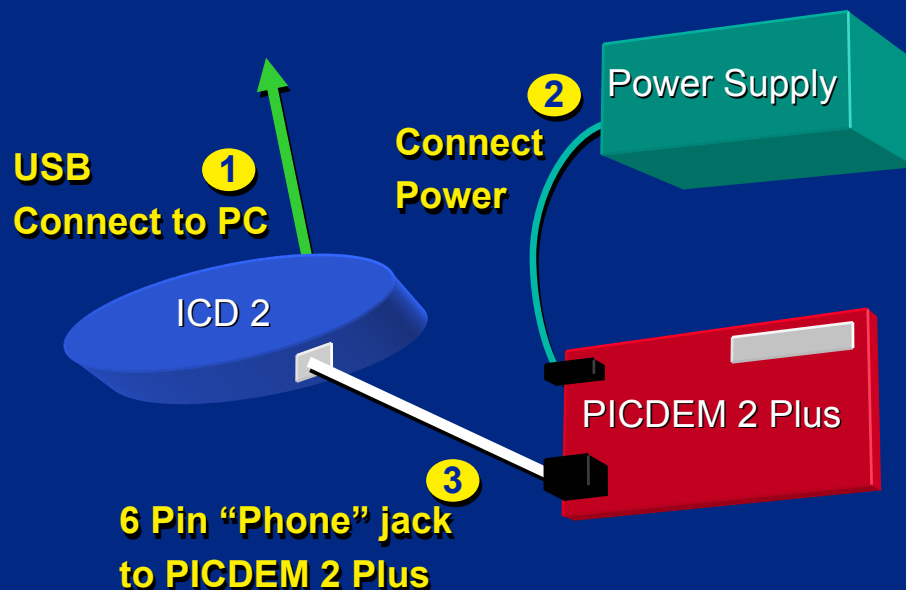 USB
Connect to PC
1
2
Connect
Power
Power Supply
ICD 2
PICDEM 2 Plus
3
6 Pin “Phone” jack
to PICDEM 2 Plus